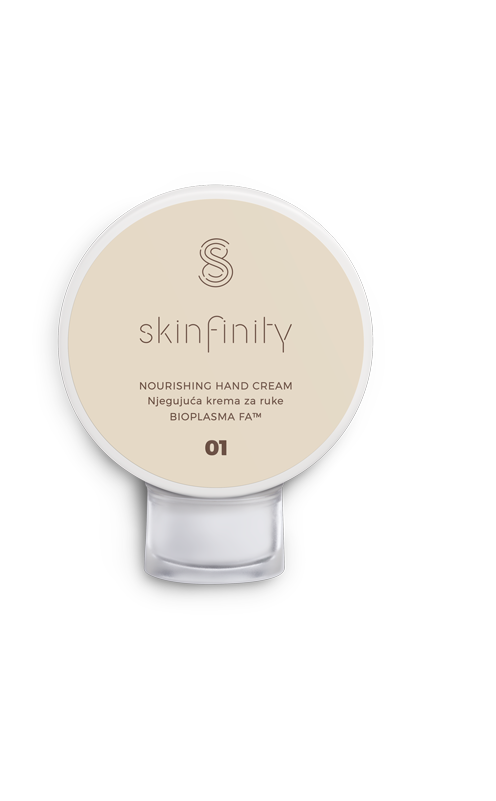 skinfinity
NOURISHING HAND CREAM
Njegujuća krema za ruke
BIOPLASMA FA™
01